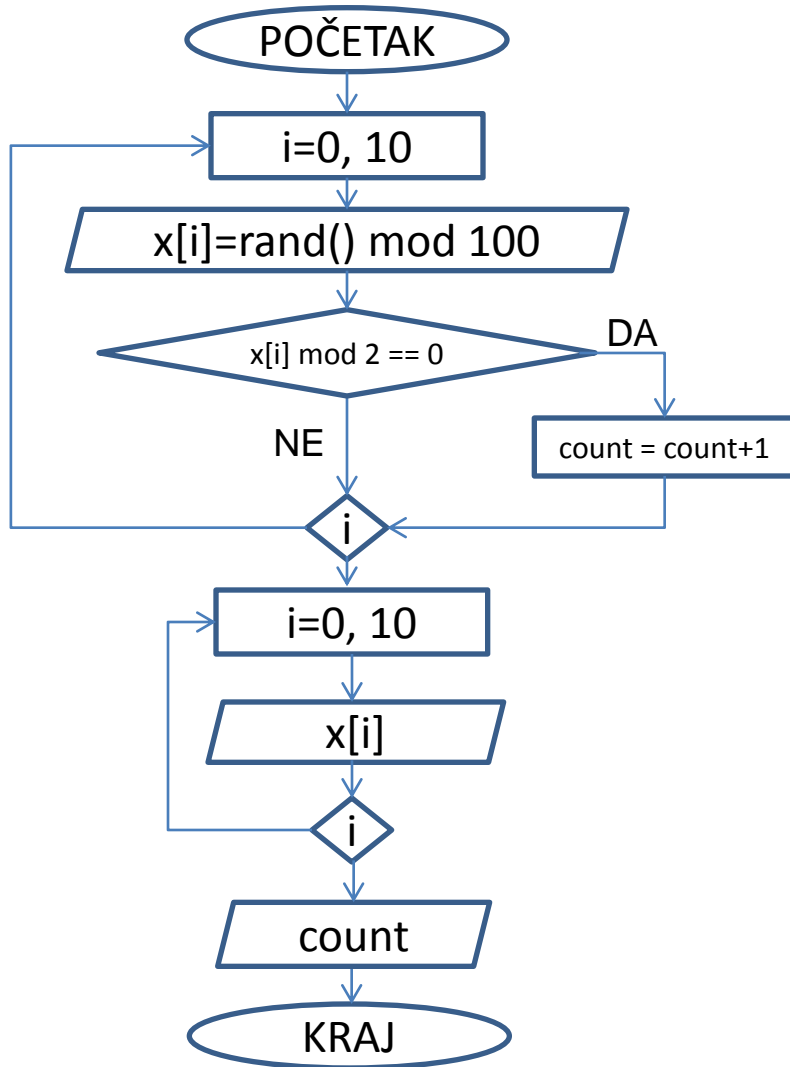 POČETAK
i=0, 10
x[i]=rand() mod 100
x[i] mod 2 == 0
DA
NE
count = count+1
i
i=0, 10
x[i]
i
count
KRAJ